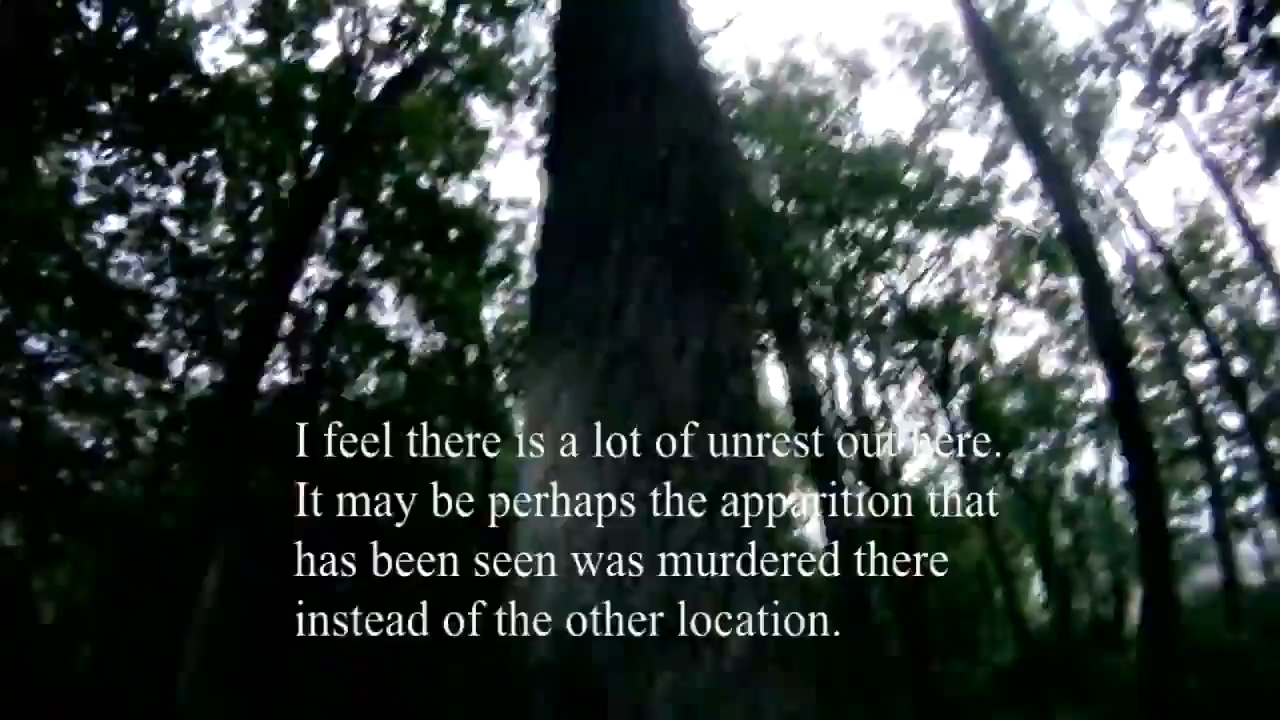 I feel there is a lot of unrest out here.
It may be perhaps the apparition that
has been seen was murdered there
instead of the other location.